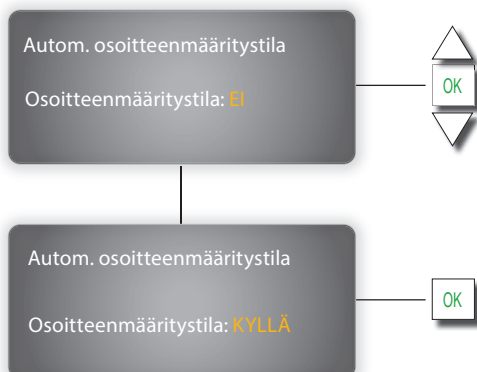 Autom. osoitteenmääritystila
Osoitteenmääritystila: EI
OK
Autom. osoitteenmääritystila
Osoitteenmääritystila: KYLLÄ
OK